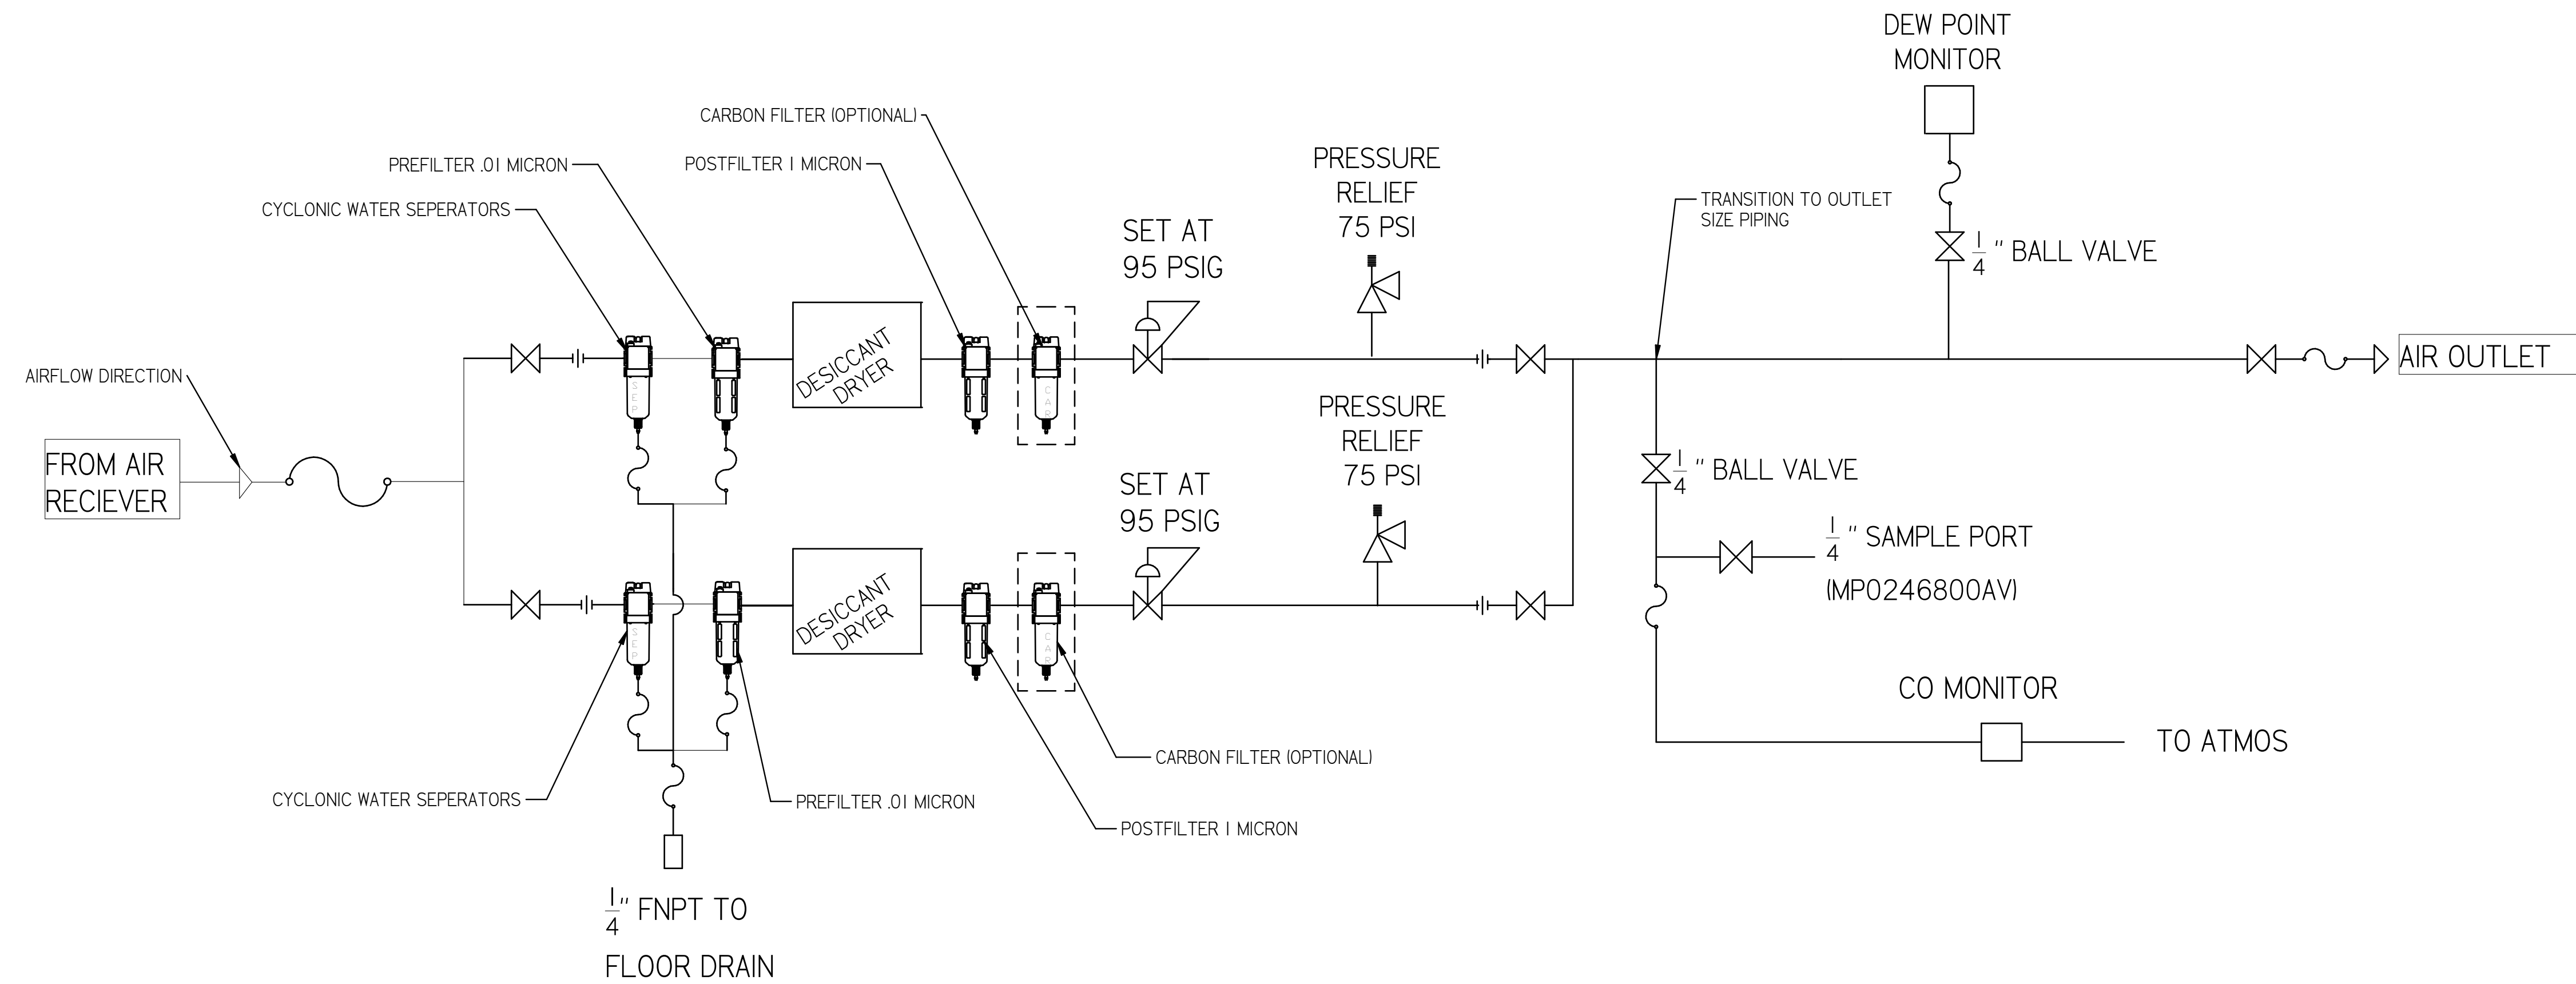 DEW POINT
MONITOR
CARBON FILTER (OPTIONAL)
PREFILTER .01 MICRON
POSTFILTER 1 MICRON
CYCLONIC WATER SEPERATORS
PRESSURE
RELIEF
75 PSI
SET AT
95 PSIG
TRANSITION TO OUTLET
SIZE PIPING
1/4 " BALL VALVE
AIRFLOW DIRECTION
SEP
DESICCANT
DRYER
CAR
AIR OUTLET
FROM AIR
RECIEVER
PRESSURE
RELIEF
75 PSI
SET AT
95 PSIG
1/4 " BALL VALVE
1/4 " SAMPLE PORT
(MP0246800AV)
SEP
DESICCANT
DRYER
CAR
CO MONITOR
TO ATMOS
CARBON FILTER (OPTIONAL)
CYCLONIC WATER SEPERATORS
PREFILTER .01 MICRON
POSTFILTER 1 MICRON
1/4" FNPT TO
FLOOR DRAIN